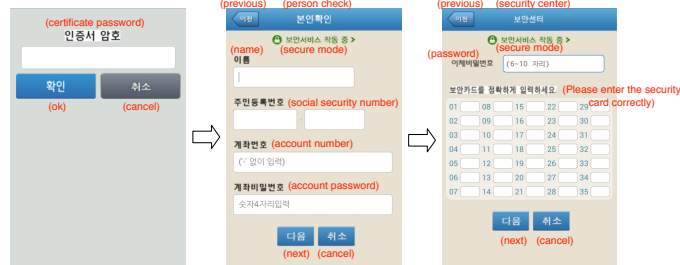 (certificate password)
인증서 암호
확인
취소
(ok)
(cancel)
(previous)
(person check)
이전
본인확인
보안서비스 작동 중 >
(name)
(secure mode)
이름
주민등록번호 (social security number)
-
계좌번호 (account number)
('-' 없이 입력)
계좌비밀번호 (account password)
숫자4자리입력
다음
취소
(next)
(cancel)
(previous)
(security center)
이전
보안센터
보안서비스 작동 중 >
(password)
(secure mode)
이체비밀번호
(6~10 자리)
보안카드를 정확하게 입력하세요. (Please enter the security
card correctly)
01 08 15 22 29
02 09 16 23 30
03 10 17 24 31
04 11 18 25 32
05 12 19 26 33
06 13 20 27 34
07 14 21 28 35
다음
취소
(next)
(cancel)